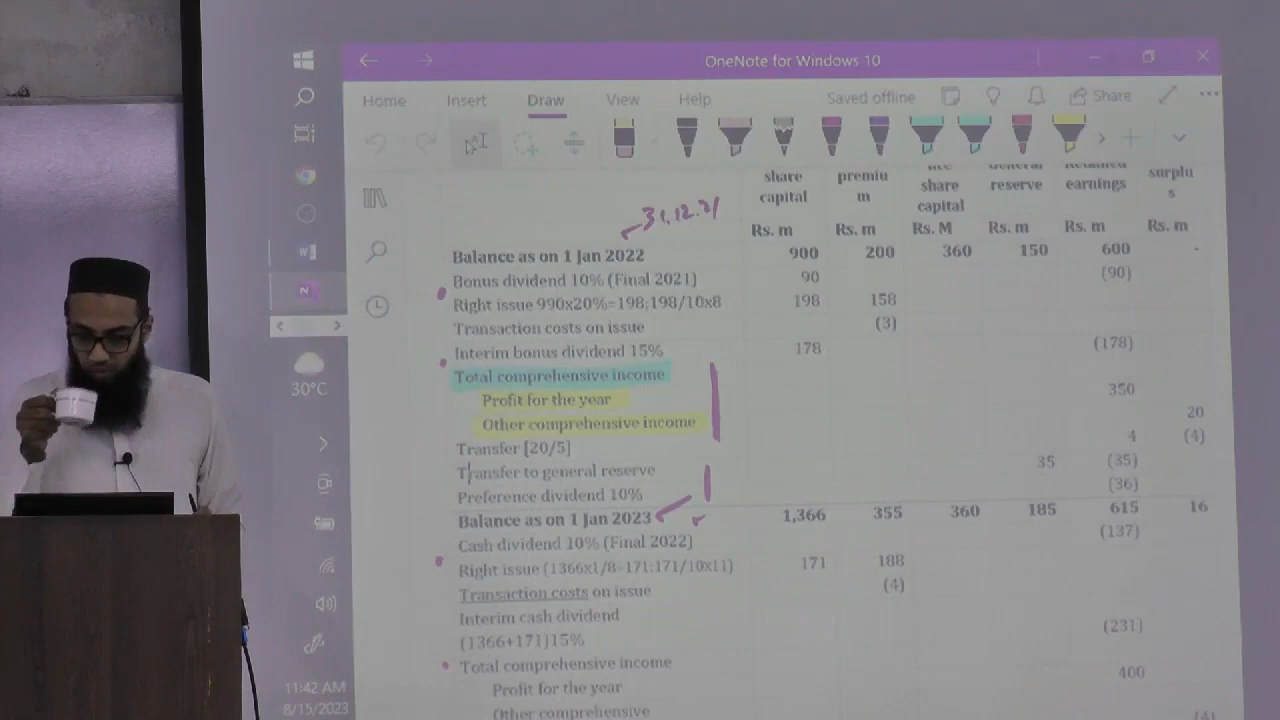 OneNote for Windows 10
Home Insert Draw View Help Saved offline Share
share capital premiu m share capital reserve earnings surplu s
31.12.21
Rs. m Rs. m Rs. M Rs. m Rs. m Rs. m
Balance as on 1 Jan 2022 900 200 360 150 600 -
Bonus dividend 10% (Final 2021) 90 (90)
Right issue 990x20%=198;198/10x8 198 158
Transaction costs on issue (3)
Interim bonus dividend 15% 178 (178)
Total comprehensive income
Profit for the year 350
Other comprehensive income 20
Transfer [20/5] 4 (4)
Transfer to general reserve 35 (35)
Preference dividend 10% (36)
Balance as on 1 Jan 2023 1,366 355 360 185 615 16
Cash dividend 10% (Final 2022) (137)
Right issue (1366x1/8=171;171/10x11) 171 188
Transaction costs on issue (4)
Interim cash dividend
(1366+171)15% (231)
Total comprehensive income
Profit for the year 400
Other comprehensive (4)
30°C
11:42 AM
8/15/2023